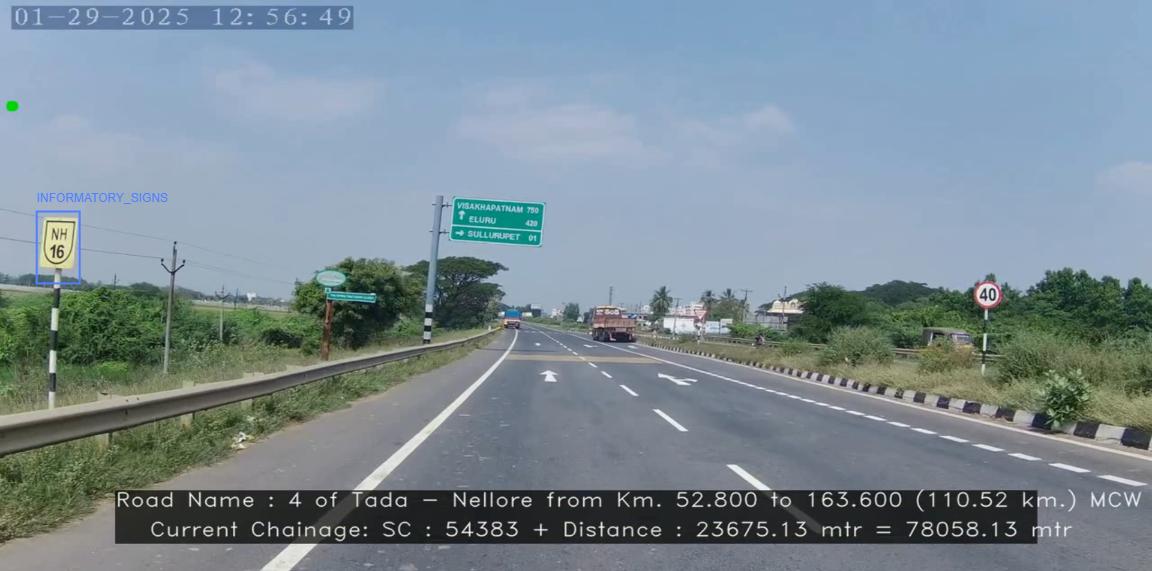 01-29-2025 12:56:49
INFORMATORY_SIGNS
NH
16
VISAKHAPATNAM 750
ELURU 420
SULLURUPET 01
40
Road Name : 4 of Tada - Nellore from Km. 52.800 to 163.600 (110.52 km.) MCW
Current Chainage: SC : 54383 + Distance : 23675.13 mtr = 78058.13 mtr